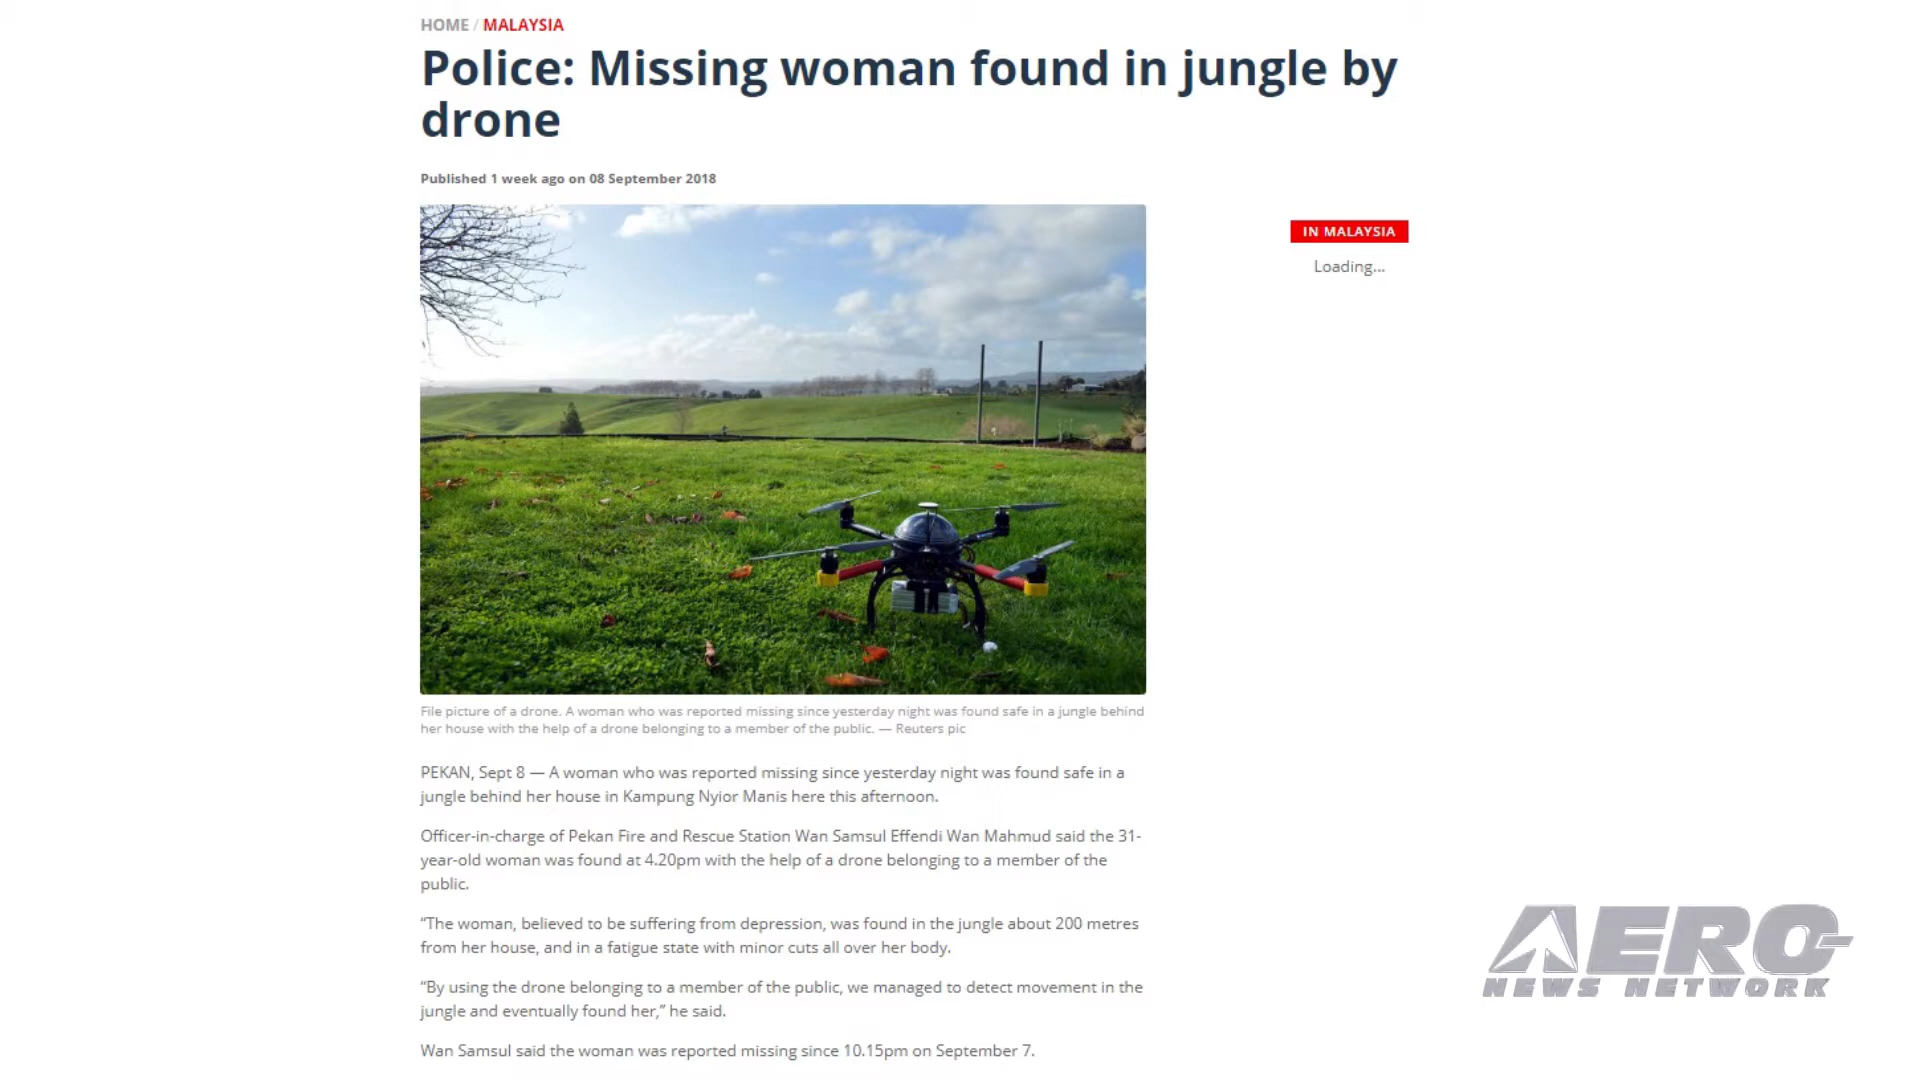 HOME / MALAYSIA
Police: Missing woman found in jungle by
drone
Published 1 week ago on 08 September 2018
IN MALAYSIA
Loading...
File picture of a drone. A woman who was reported missing since yesterday night was found safe in a jungle behind
her house with the help of a drone belonging to a member of the public. — Reuters pic
PEKAN, Sept 8 — A woman who was reported missing since yesterday night was found safe in a
jungle behind her house in Kampung Nyior Manis here this afternoon.
Officer-in-charge of Pekan Fire and Rescue Station Wan Samsul Effendi Wan Mahmud said the 31-
year-old woman was found at 4.20pm with the help of a drone belonging to a member of the
public.
“The woman, believed to be suffering from depression, was found in the jungle about 200 metres
from her house, and in a fatigue state with minor cuts all over her body.
“By using the drone belonging to a member of the public, we managed to detect movement in the
jungle and eventually found her,” he said.
Wan Samsul said the woman was reported missing since 10.15pm on September 7.
AERO-
NEWS NETWORK